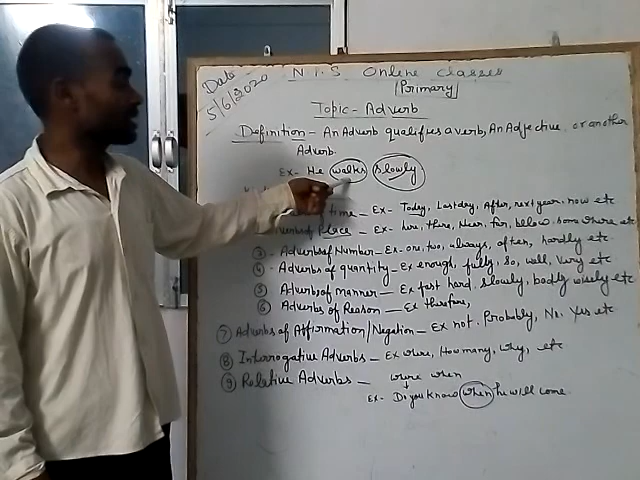 Date
5/6/2020
N.I.S Online Classes
/Primary/
Topic - Adverb
Definition - An Adverb qualifies a verb, An Adjective or another
Adverb.
Ex - He walks slowly
time - Ex - Today, Last day, After, next year, now etc
Place - Ex - here, there, Near, far, below, some where etc
③ - Adverbs of Number - Ex - one, two, always, often, hardly etc
④ - Adverbs of quantity - Ex enough, fully, so, well, very etc
⑤ Adverbs of manner - Ex fast hard, slowly, badly wisely etc
⑥ Adverbs of Reason - Ex therefore,
⑦ Adverbs of Affirmation/Negation - Ex not, Probably, No, Yes etc
⑧ Interrogative Adverbs - Ex where, How many, why, etc
⑨ Relative Adverbs - where when
Ex - Do you know when he will come